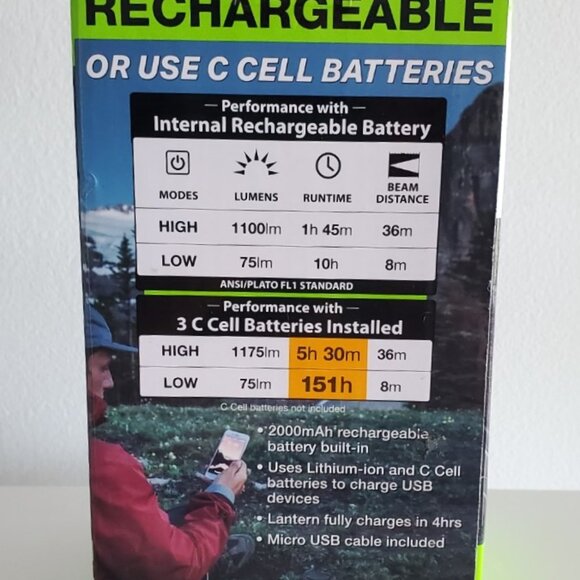 RECHARGEABLE
OR USE C CELL BATTERIES
— Performance with —
Internal Rechargeable Battery
MODES LUMENS RUNTIME BEAM DISTANCE
HIGH 1100lm 1h 45m 36m
LOW 75lm 10h 8m
ANSI/PLATO FL1 STANDARD
— Performance with —
3 C Cell Batteries Installed
HIGH 1175lm 5h 30m 36m
LOW 75lm 151h 8m
C Cell batteries not included
• 2000mAh rechargeable
battery built-in
• Uses Lithium-ion and C Cell
batteries to charge USB
devices
• Lantern fully charges in 4hrs
• Micro USB cable included